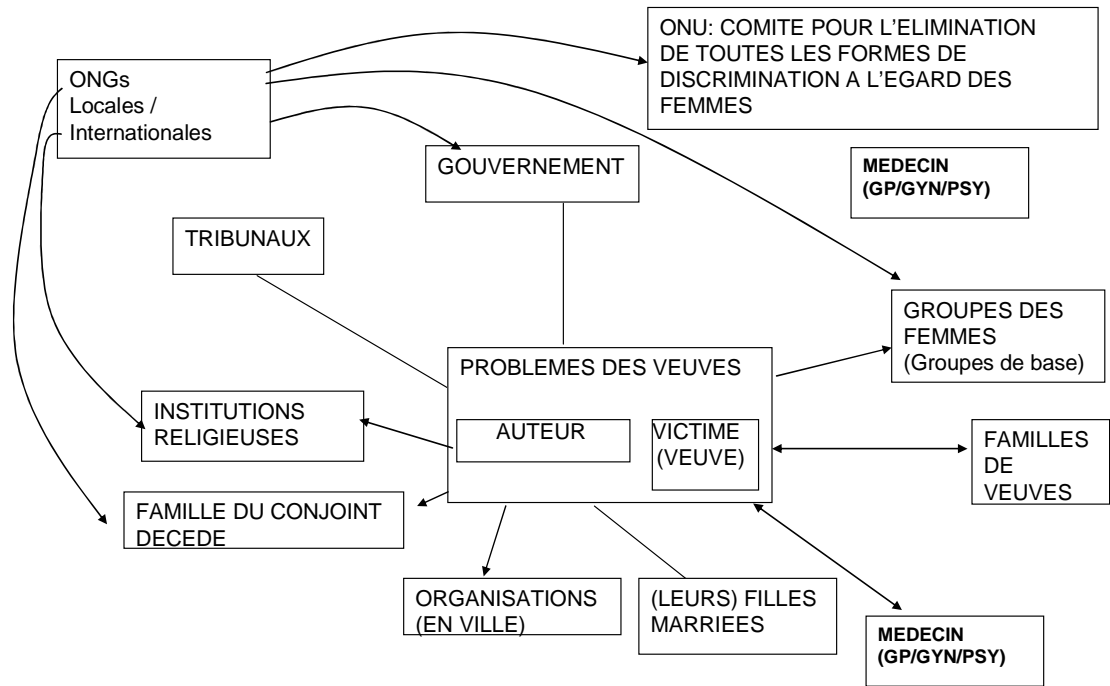 ONU: COMITE POUR L'ELIMINATION
DE TOUTES LES FORMES DE
DISCRIMINATION A L'EGARD DES
FEMMES
ONGs
Locales /
Internationales
GOUVERNEMENT
MEDECIN
(GP/GYN/PSY)
TRIBUNAUX
GROUPES DES
FEMMES
(Groupes de base)
PROBLEMES DES VEUVES
AUTEUR
VICTIME
(VEUVE)
INSTITUTIONS
RELIGIEUSES
FAMILLES
DE
VEUVES
FAMILLE DU CONJOINT
DECEDE
ORGANISATIONS
(EN VILLE)
(LEURS) FILLES
MARRIEES
MEDECIN
(GP/GYN/PSY)